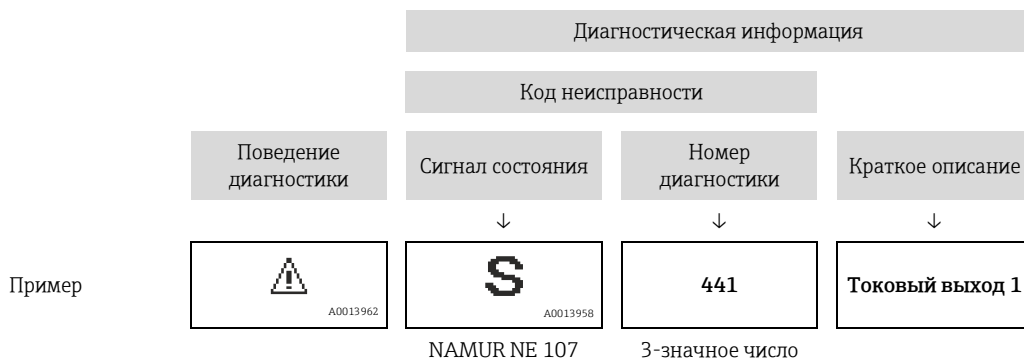 Диагностическая информация
Код неисправности
Поведение
диагностики
Сигнал состояния
Номер
диагностики
Краткое описание
↓ ↓ ↓
Пример
A0013962
S
A0013958
441
Токовый выход 1
NAMUR NE 107
3-значное число